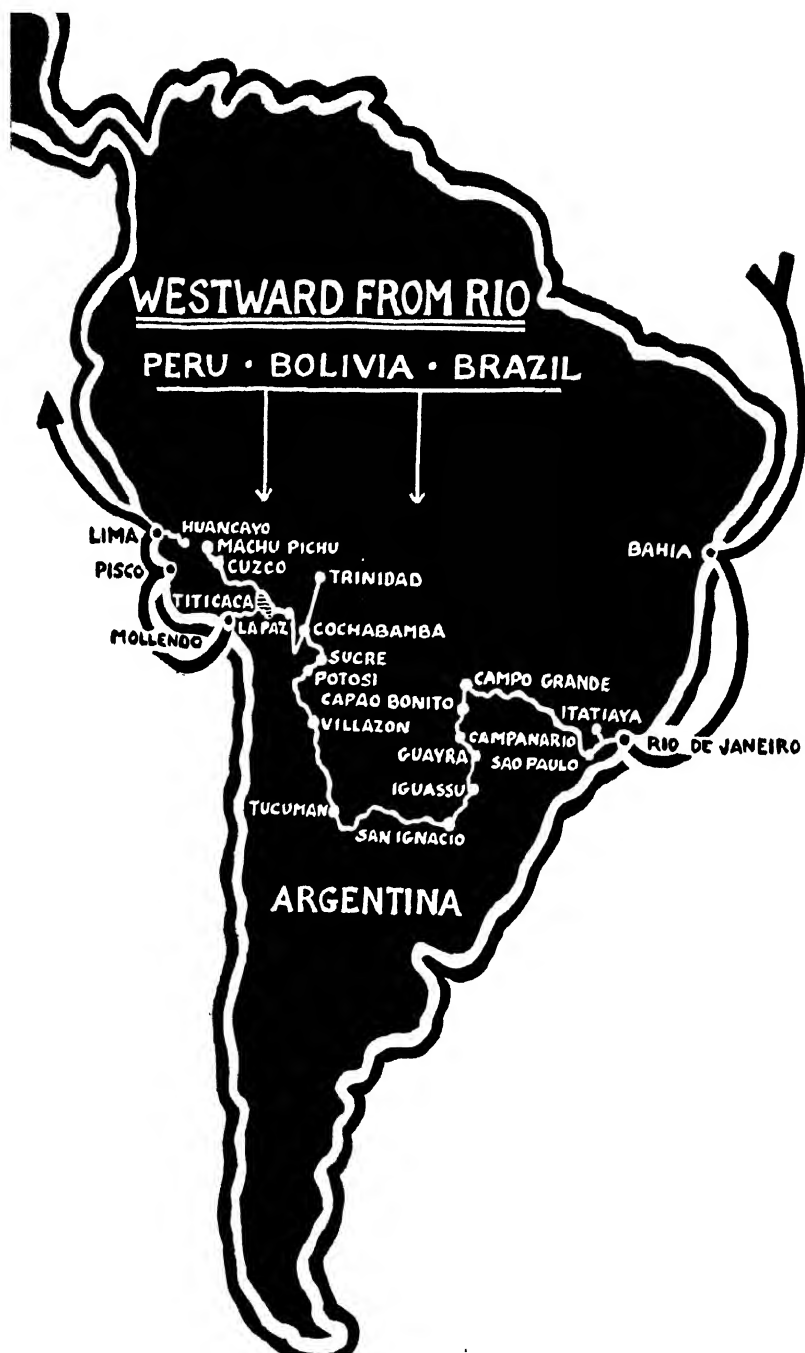 WESTWARD FROM RIO
PERU • BOLIVIA • BRAZIL
LIMA
HUANCAYO
MACHU PICHU
CUZCO
PISCO
TITICACA
LA PAZ
MOLLENDO
TRINIDAD
COCHABAMBA
SUCRE
POTOSI
VILLAZON
TUCUMAN
SAN IGNACIO
IGUASSU
GUAYRA
CAMPANARIO
CAPAO BONITO
CAMPO GRANDE
SAO PAULO
ITATIAYA
RIO DE JANEIRO
BAHIA
ARGENTINA